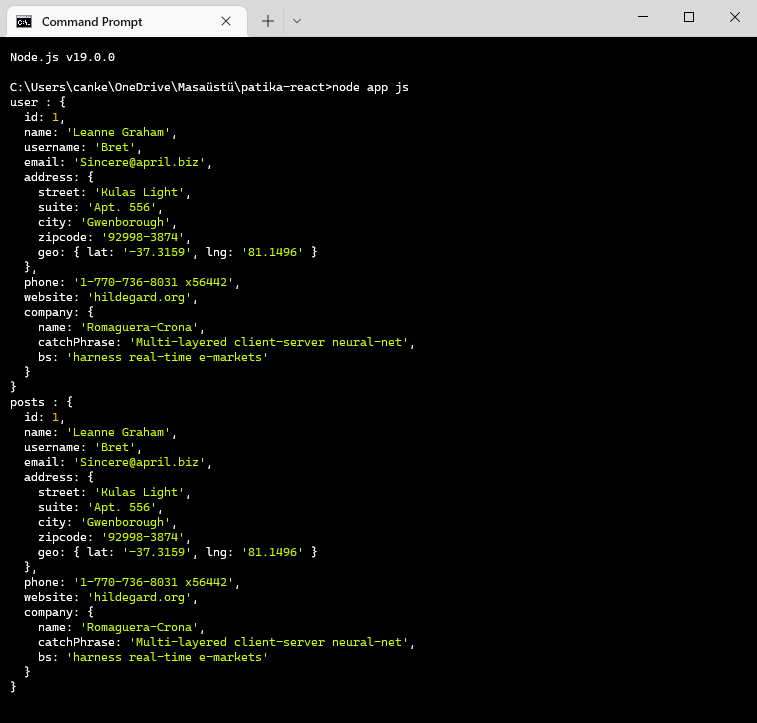 Command Prompt
Node.js v19.0.0
C:\Users\canke\OneDrive\Masaüstü\patika-react>node app js
user : {
  id: 1,
  name: 'Leanne Graham',
  username: 'Bret',
  email: 'Sincere@april.biz',
  address: {
    street: 'Kulas Light',
    suite: 'Apt. 556',
    city: 'Gwenborough',
    zipcode: '92998-3874',
    geo: { lat: '-37.3159', lng: '81.1496' }
  },
  phone: '1-770-736-8031 x56442',
  website: 'hildegard.org',
  company: {
    name: 'Romaguera-Crona',
    catchPhrase: 'Multi-layered client-server neural-net',
    bs: 'harness real-time e-markets'
  }
}
posts : {
  id: 1,
  name: 'Leanne Graham',
  username: 'Bret',
  email: 'Sincere@april.biz',
  address: {
    street: 'Kulas Light',
    suite: 'Apt. 556',
    city: 'Gwenborough',
    zipcode: '92998-3874',
    geo: { lat: '-37.3159', lng: '81.1496' }
  },
  phone: '1-770-736-8031 x56442',
  website: 'hildegard.org',
  company: {
    name: 'Romaguera-Crona',
    catchPhrase: 'Multi-layered client-server neural-net',
    bs: 'harness real-time e-markets'
  }
}